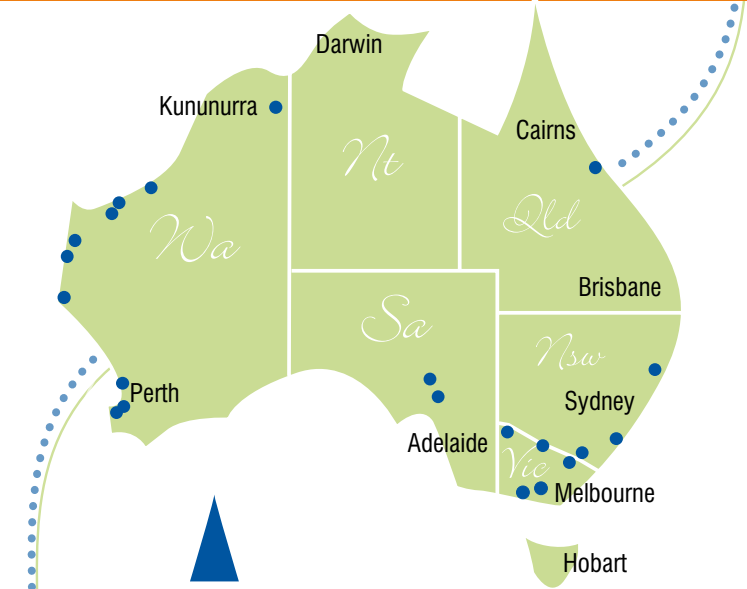 Darwin
Kununurra
Cairns
Nt
Qld
Wa
Brisbane
Sa
Nsw
Perth
Sydney
Adelaide
Vic
Melbourne
Hobart